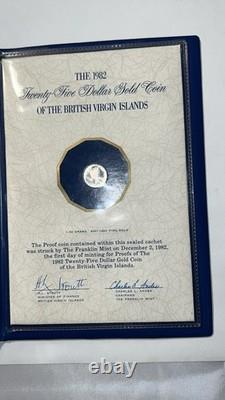 THE 1982
Twenty-Five Dollar Gold Coin
OF THE BRITISH VIRGIN ISLANDS
The Proof coin contained within this sealed cachet
was struck by The Franklin Mint on December 2, 1982,
the first day of minting for Proofs of The
1982 Twenty-Five Dollar Gold Coin
of the British Virgin Islands.
MINISTER OF FINANCE
BRITISH VIRGIN ISLANDS
CHARLES L. ANDES
CHAIRMAN
THE FRANKLIN MINT